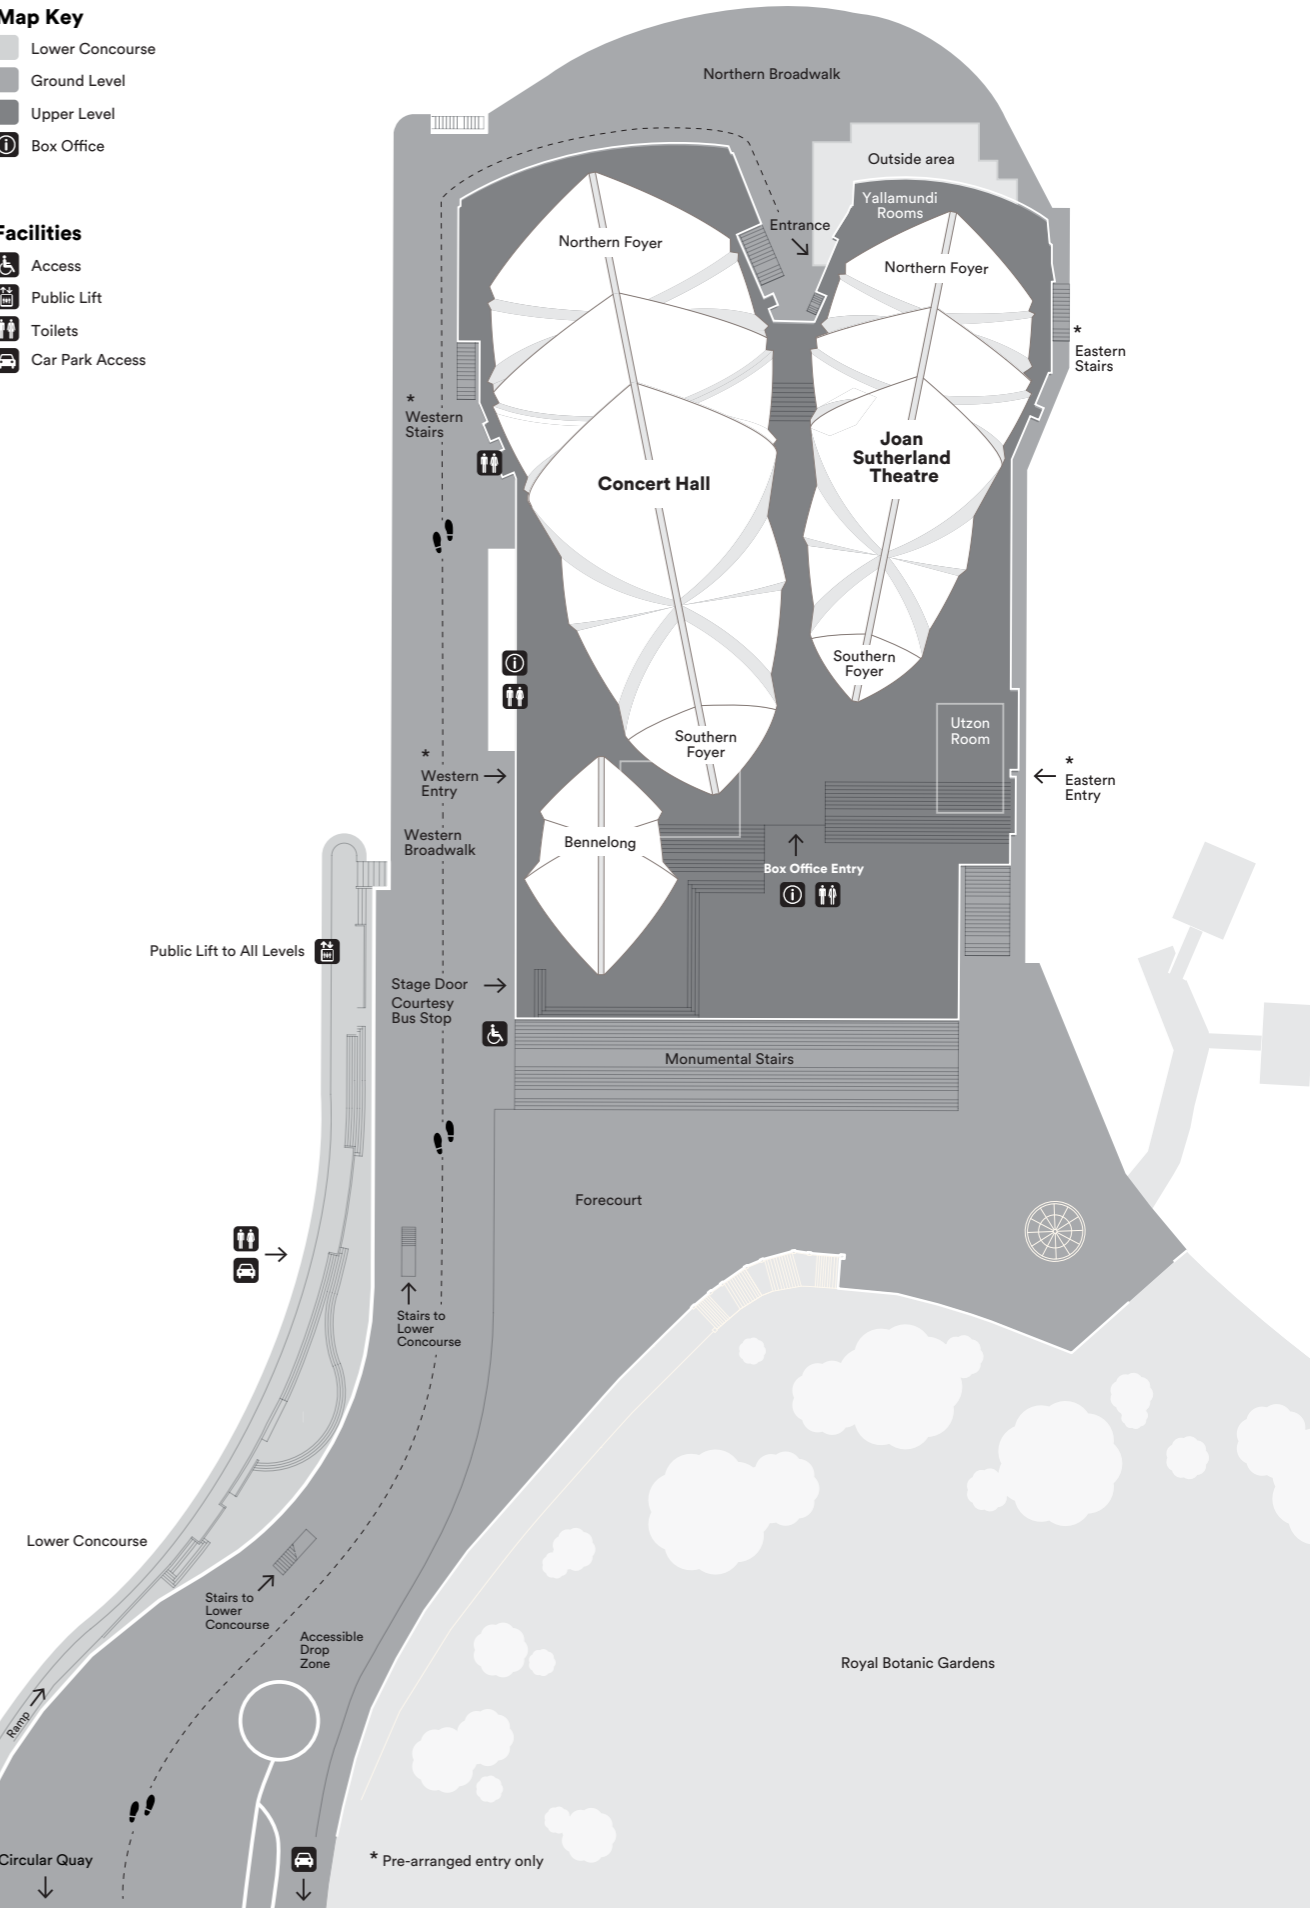 Map Key
Lower Concourse
Ground Level
Upper Level
Box Office
Facilities
Access
Public Lift
Toilets
Car Park Access
Northern Broadwalk
Outside area
Yallamundi
Rooms
Entrance
Northern Foyer
Northern Foyer
*
Eastern
Stairs
*
Western
Stairs
Joan
Sutherland
Theatre
Concert Hall
Southern
Foyer
Southern
Foyer
Utzon
Room
*
Western
Entry
*
Eastern
Entry
Western
Broadwalk
Bennelong
Box Office Entry
Public Lift to All Levels
Stage Door
Courtesy
Bus Stop
Monumental Stairs
Forecourt
Stairs to
Lower
Concourse
Lower Concourse
Stairs to
Lower
Concourse
Accessible
Drop
Zone
Royal Botanic Gardens
Ramp
Circular Quay
* Pre-arranged entry only